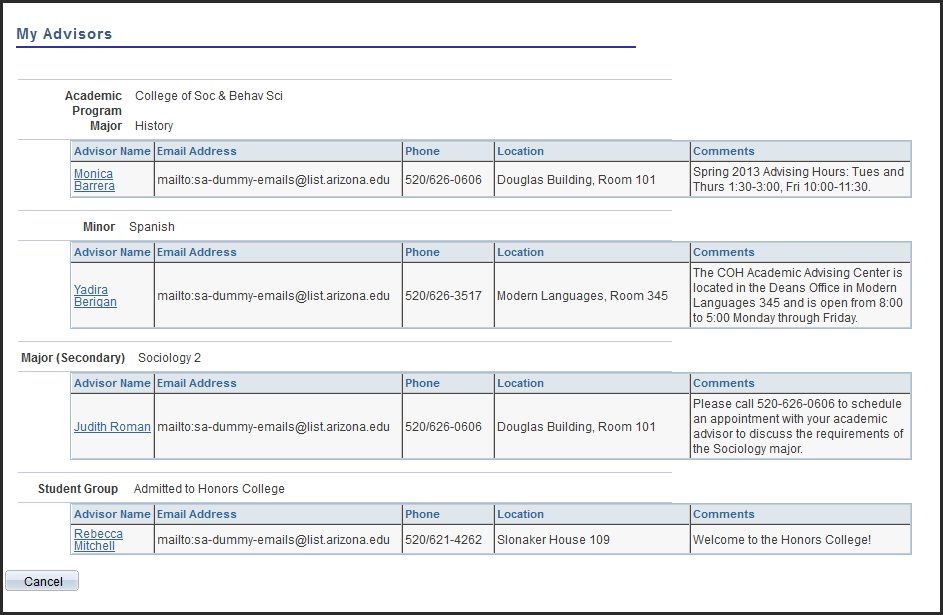 My Advisors
Academic Program College of Soc & Behav Sci
Major History
Advisor Name Email Address Phone Location Comments
Monica Barrera mailto:sa-dummy-emails@list.arizona.edu 520/626-0606 Douglas Building, Room 101 Spring 2013 Advising Hours: Tues and
Thurs 1:30-3:00, Fri 10:00-11:30.
Minor Spanish
Advisor Name Email Address Phone Location Comments
Yadira Berigan mailto:sa-dummy-emails@list.arizona.edu 520/626-3517 Modern Languages, Room 345 The COH Academic Advising Center is
located in the Deans Office in Modern
Languages 345 and is open from 8:00
to 5:00 Monday through Friday.
Major (Secondary) Sociology 2
Advisor Name Email Address Phone Location Comments
Judith Roman mailto:sa-dummy-emails@list.arizona.edu 520/626-0606 Douglas Building, Room 101 Please call 520-626-0606 to schedule
an appointment with your academic
advisor to discuss the requirements of
the Sociology major.
Student Group Admitted to Honors College
Advisor Name Email Address Phone Location Comments
Rebecca Mitchell mailto:sa-dummy-emails@list.arizona.edu 520/621-4262 Slonaker House 109 Welcome to the Honors College!
Cancel